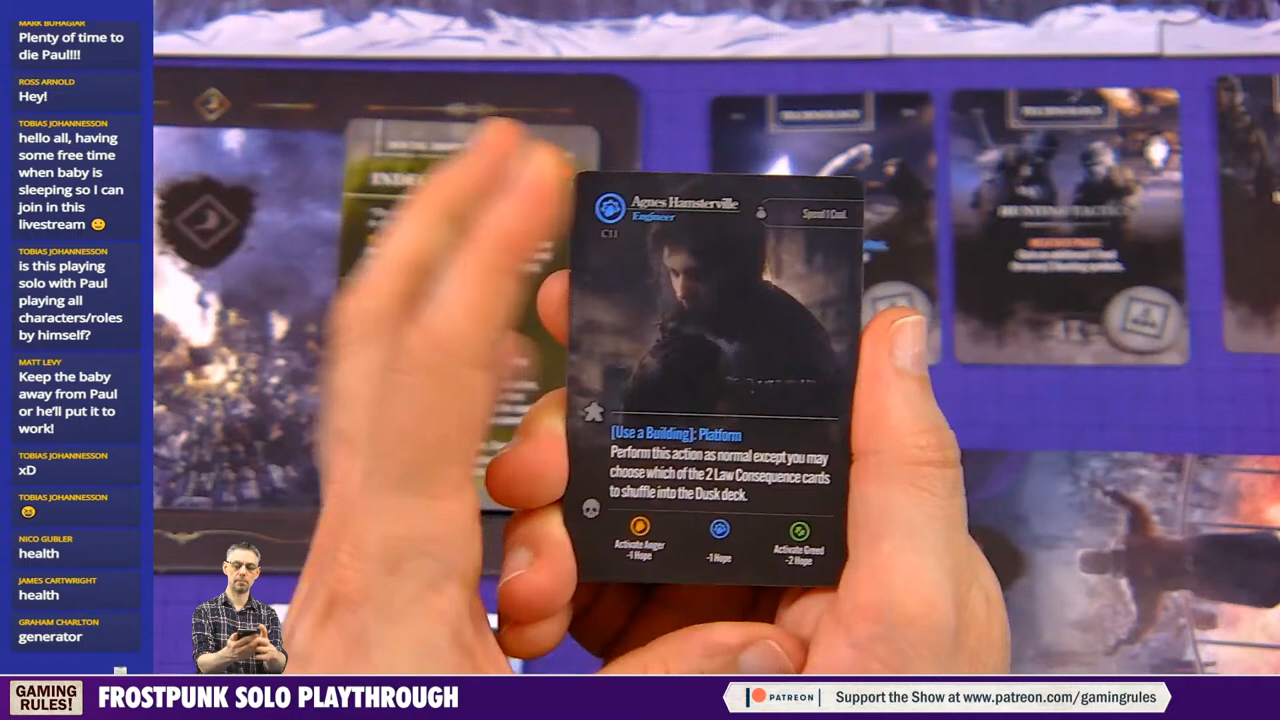 MARK BUHAGIAR
Plenty of time to
die Paul!!!
ROSS ARNOLD
Hey!
TOBIAS JOHANNESSON
hello all, having
some free time
when baby is
sleeping so I can
join in this
livestream
TOBIAS JOHANNESSON
is this playing
solo with Paul
playing all
characters/roles
by himself?
MATT LEVY
Keep the baby
away from Paul
or he'll put it to
work!
TOBIAS JOHANNESSON
xD
TOBIAS JOHANNESSON
NICO GUBLER
health
JAMES CARTWRIGHT
health
GRAHAM CHARLTON
generator
Agnes Hamsterville
Engineer
C11
Spend 1 Coal.
[Use a Building]: Platform
Perform this action as normal except you may
choose which of the 2 Law Consequence cards
to shuffle into the Dusk deck.
Activate Anger
-1 Hope
-1 Hope
Activate Greed
-2 Hope
TECHNOLOGY
TECHNOLOGY
HUNTING TACTICS
GAMING
RULES!
FROSTPUNK SOLO PLAYTHROUGH
PATREON
Support the Show at www.patreon.com/gamingrules